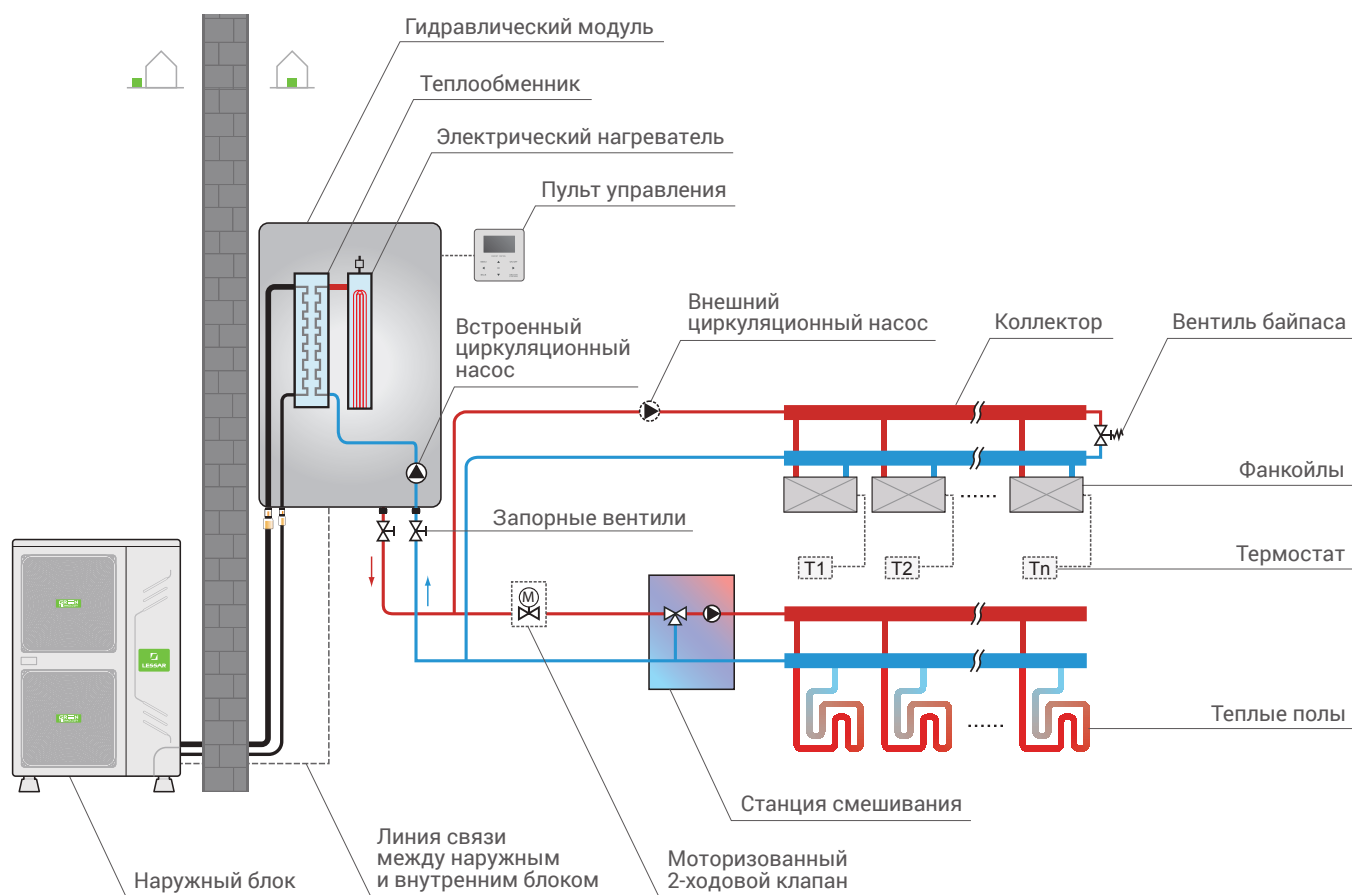 Гидравлический модуль
Теплообменник
Электрический нагреватель
Пульт управления
Встроенный
циркуляционный
насос
Внешний
циркуляционный насос
Коллектор
Вентиль байпаса
Фанкойлы
Запорные вентили
T1
T2
Tn
Термостат
M
LESSAR
Теплые полы
Станция смешивания
Линия связи
между наружным
и внутренним блоком
Моторизованный
2-ходовой клапан
Наружный блок